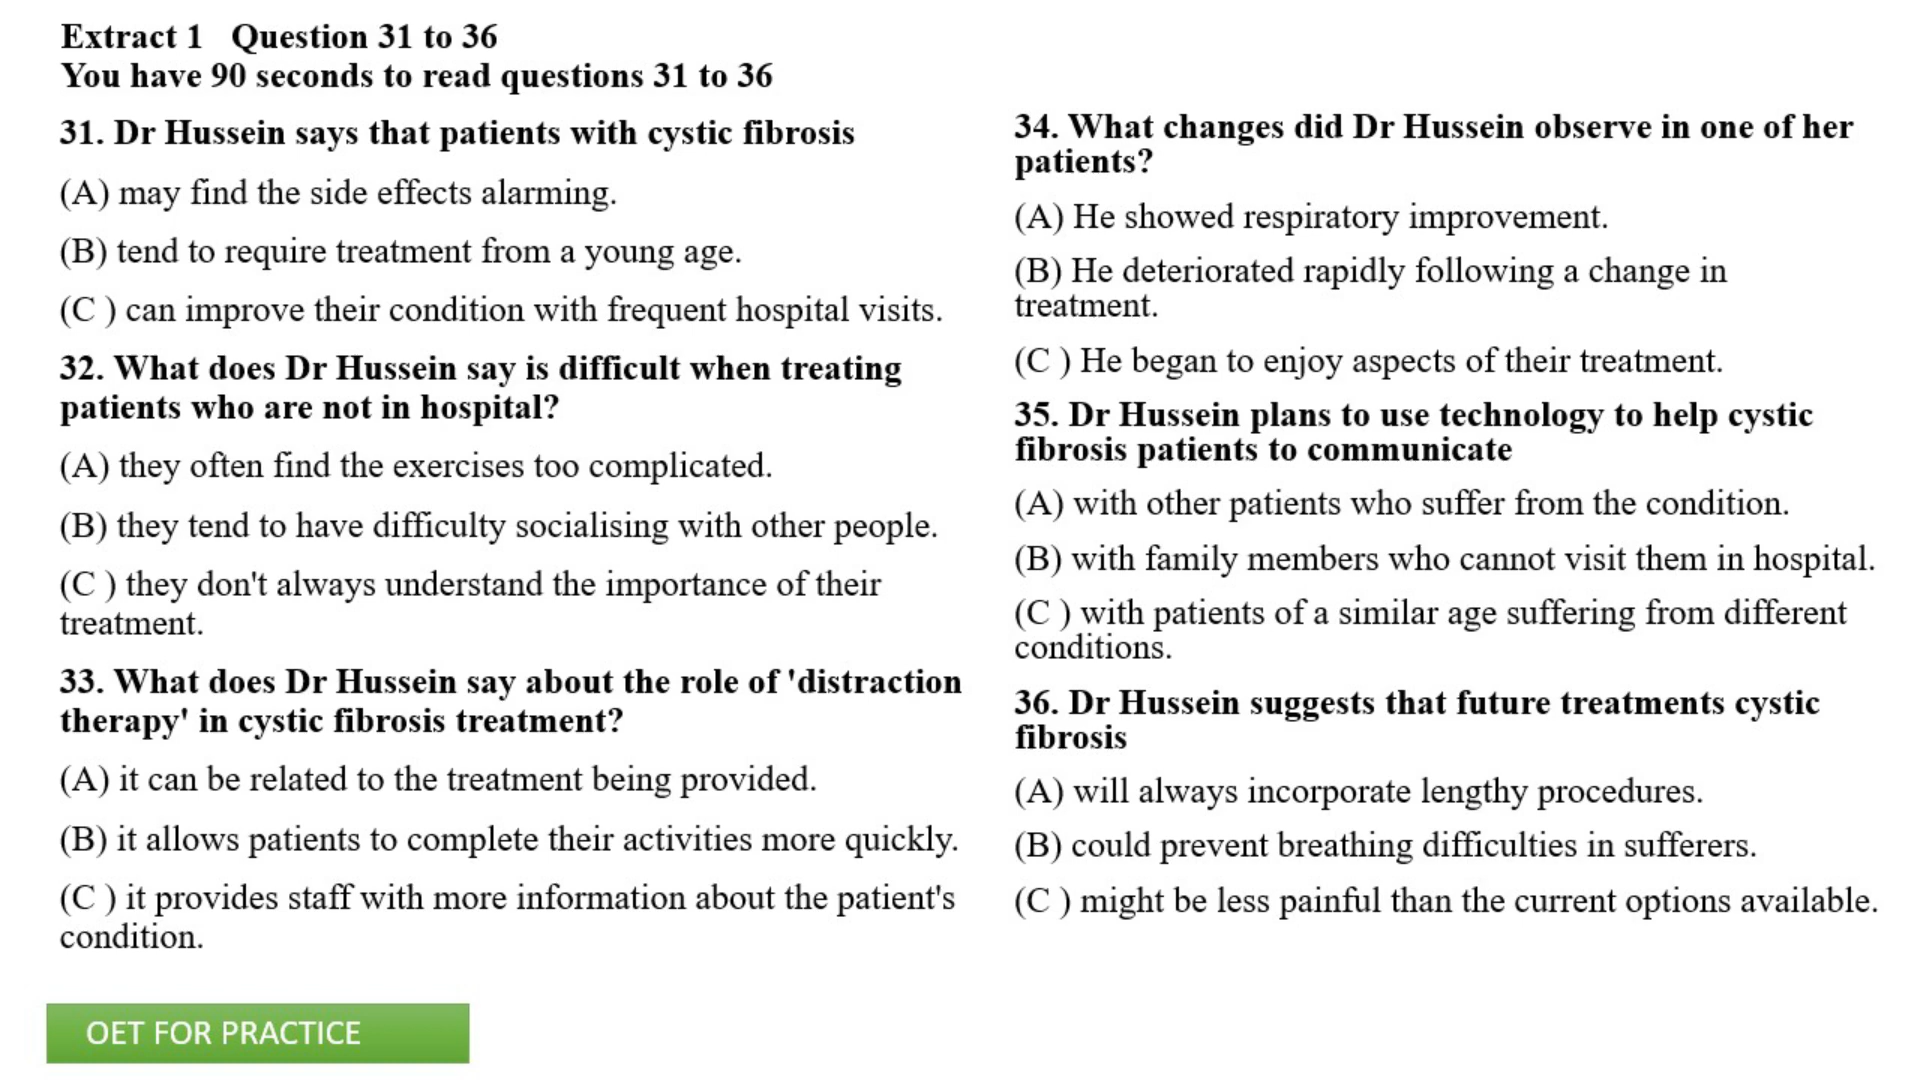 Extract 1 Question 31 to 36
You have 90 seconds to read questions 31 to 36
31. Dr Hussein says that patients with cystic fibrosis
(A) may find the side effects alarming.
(B) tend to require treatment from a young age.
(C ) can improve their condition with frequent hospital visits.
32. What does Dr Hussein say is difficult when treating
patients who are not in hospital?
(A) they often find the exercises too complicated.
(B) they tend to have difficulty socialising with other people.
(C ) they don't always understand the importance of their
treatment.
33. What does Dr Hussein say about the role of 'distraction
therapy' in cystic fibrosis treatment?
(A) it can be related to the treatment being provided.
(B) it allows patients to complete their activities more quickly.
(C ) it provides staff with more information about the patient's
condition.
34. What changes did Dr Hussein observe in one of her
patients?
(A) He showed respiratory improvement.
(B) He deteriorated rapidly following a change in
treatment.
(C ) He began to enjoy aspects of their treatment.
35. Dr Hussein plans to use technology to help cystic
fibrosis patients to communicate
(A) with other patients who suffer from the condition.
(B) with family members who cannot visit them in hospital.
(C ) with patients of a similar age suffering from different
conditions.
36. Dr Hussein suggests that future treatments cystic
fibrosis
(A) will always incorporate lengthy procedures.
(B) could prevent breathing difficulties in sufferers.
(C ) might be less painful than the current options available.
OET FOR PRACTICE